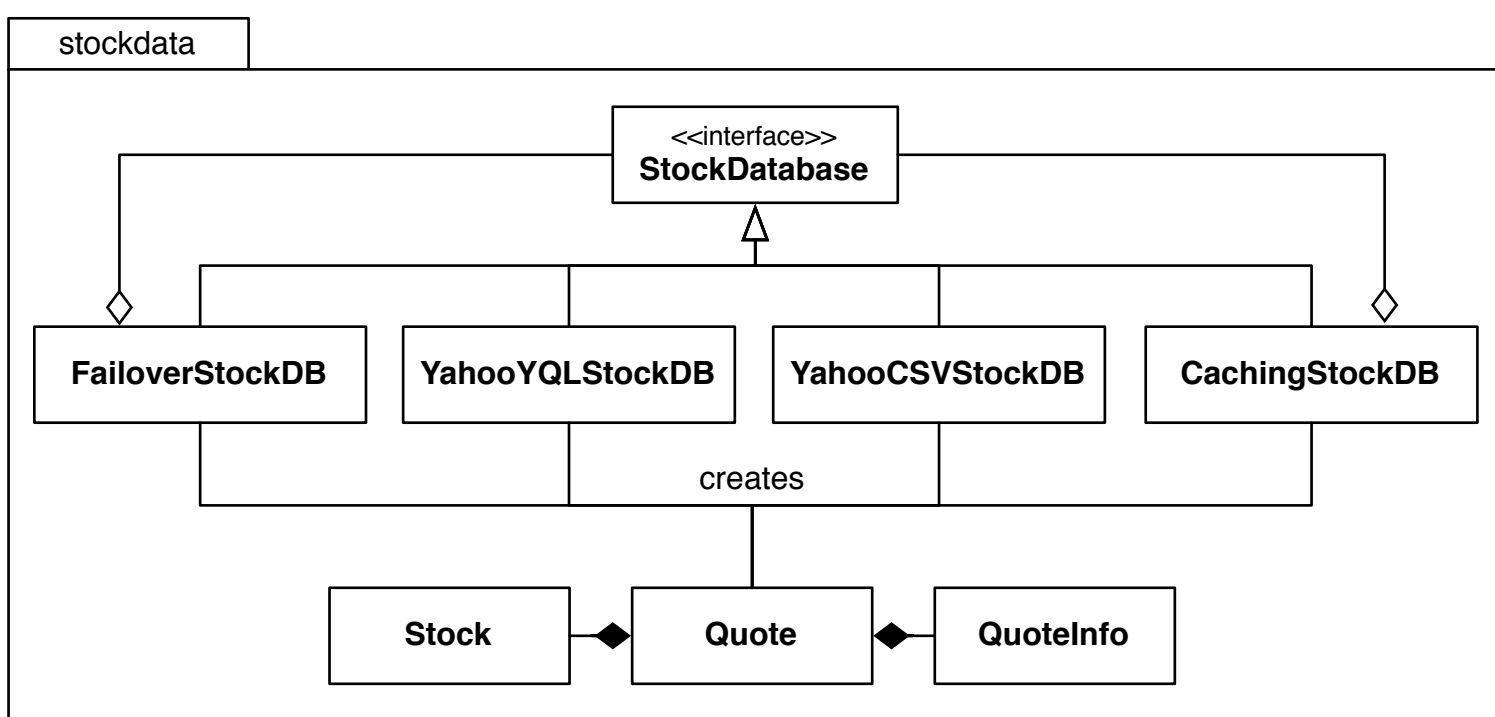 stockdata
<<interface>>
StockDatabase
FailoverStockDB
YahooYQLStockDB
YahooCSVStockDB
CachingStockDB
creates
Stock
Quote
QuoteInfo